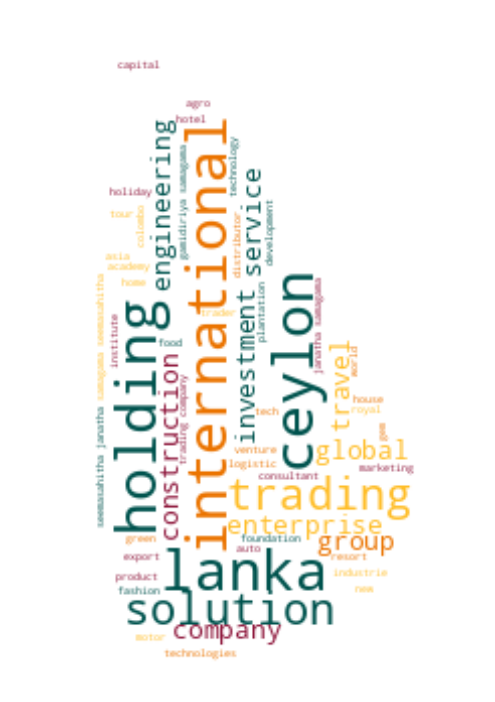 capital
agro
hotel
engineering
international
technology
gamidiriya samagama
holiday
service
tour
colombo
development
distributor
asia
academy
home
ceylon
samagama seemasahitha
janatha samagama
plantation
investment
holding
trader
institute
food
construction
travel
world
trading company
house
royal
tech
gem
seemasahitha janatha
venture
global
logistic
marketing
consultant
trading
enterprise
green
foundation
group
auto
export
resort
lanka
product
industrie
fashion
new
solution
company
motor
technologies